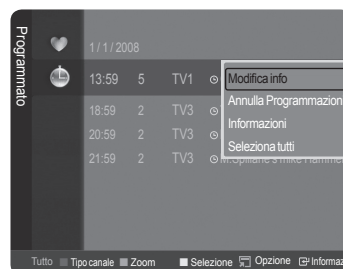 Programmato
1 / 1 / 2008
13:59 5 TV1
Modifica info
Annulla Programmazion
18:59 2 TV3
Informazioni
20:59 2 TV3
Seleziona tutti
21:59 2 TV3
Tutto Tipo canale Zoom Selezione Opzione Informaz